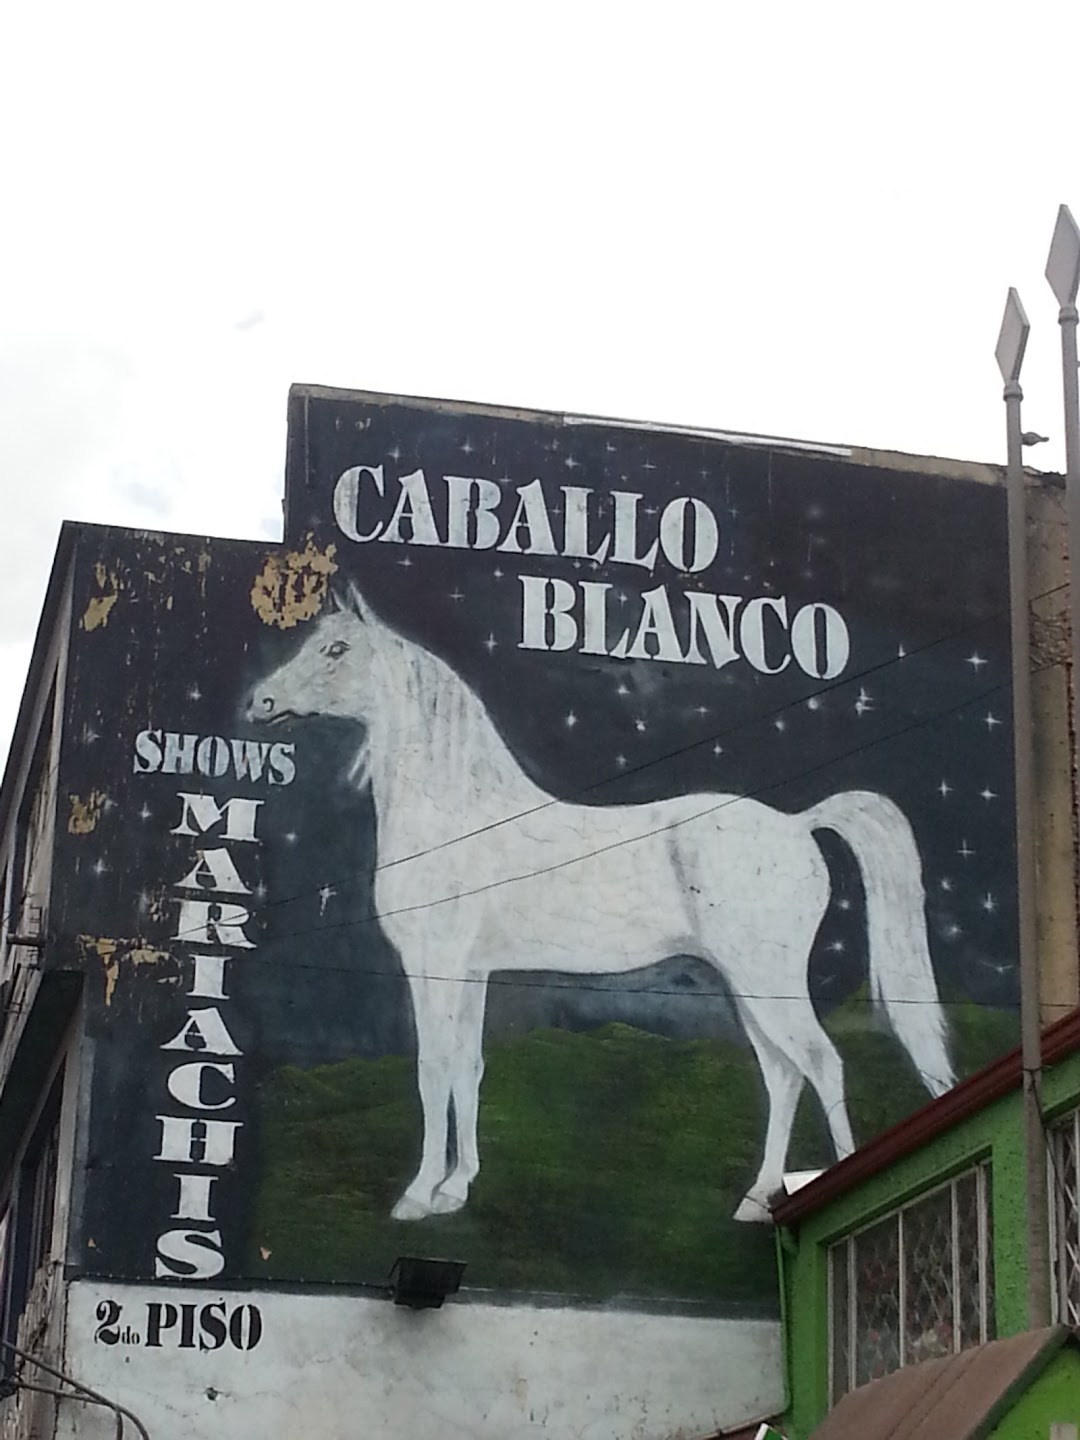 CABALLO
BLANCO
SHOWS
MARIACHIS
2do PISO